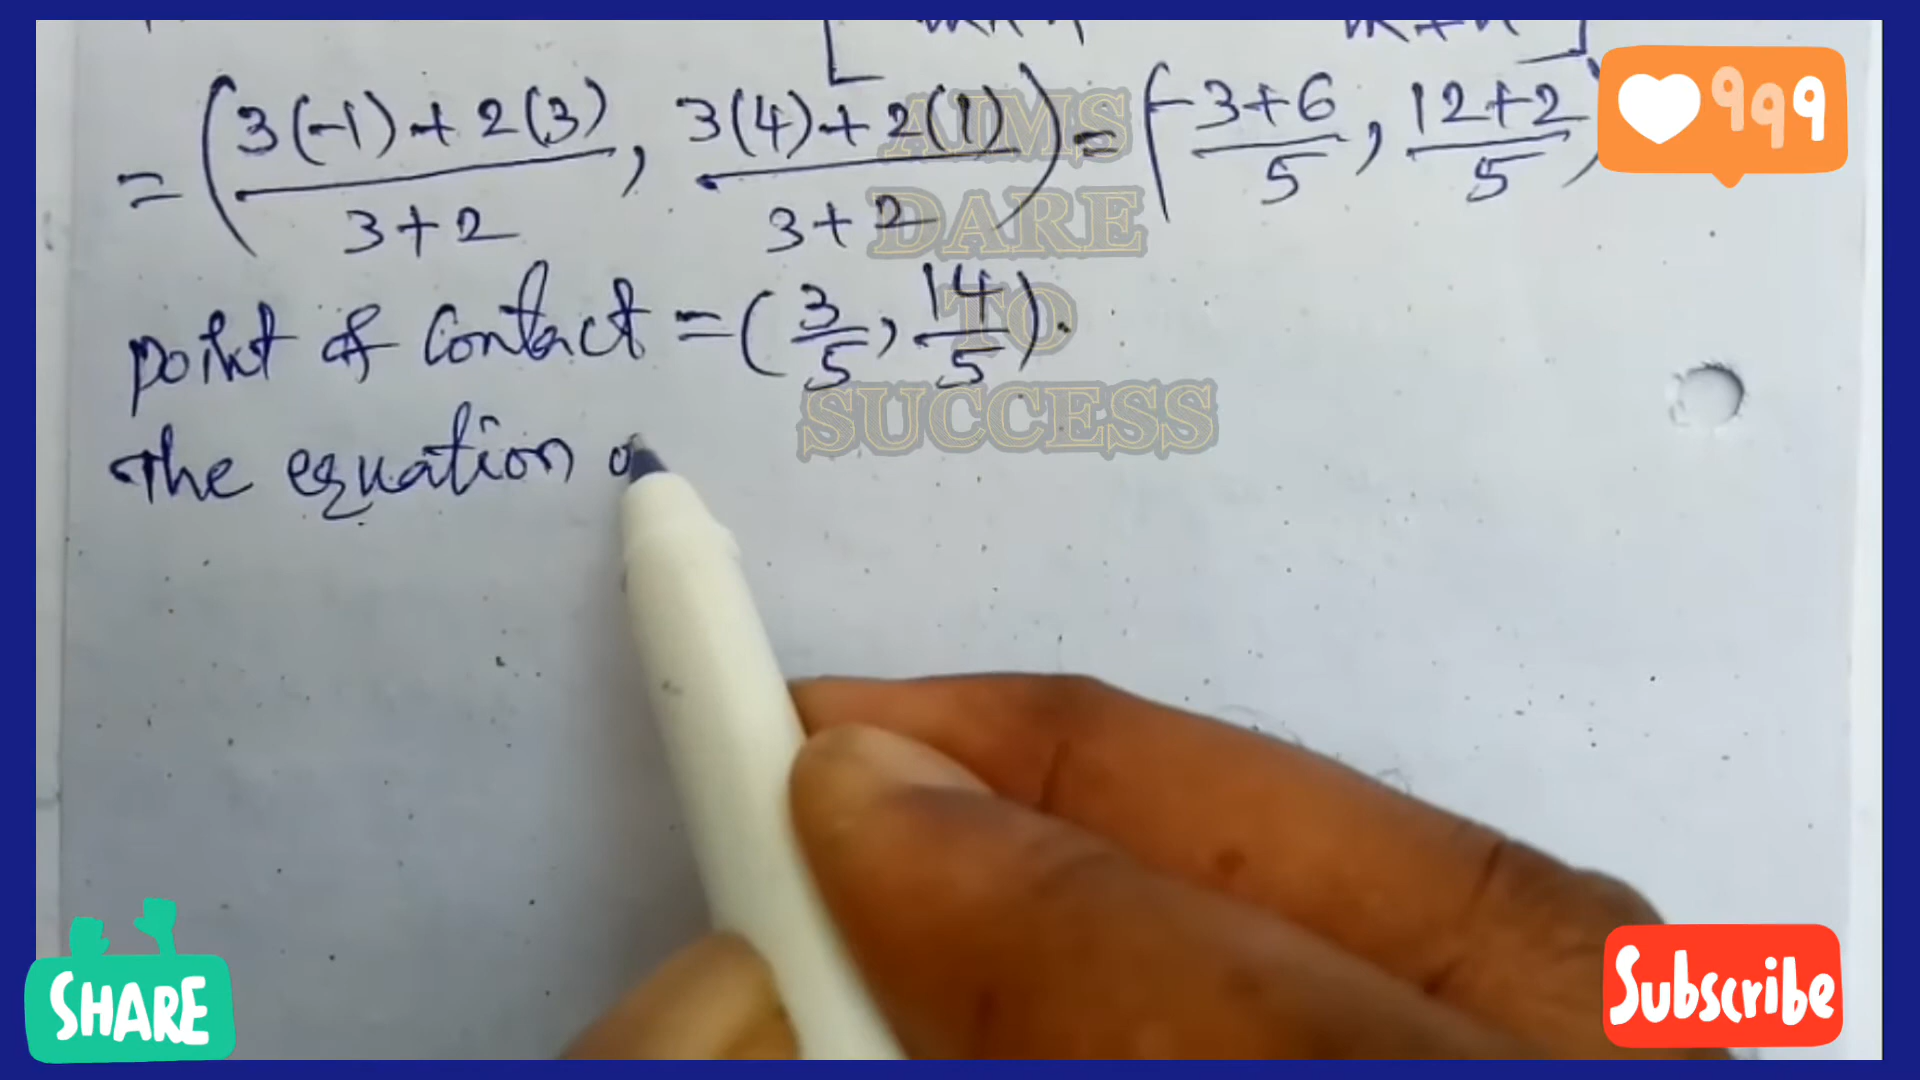 = (3(-1)+2(3)/3+2, 3(4)+2(1)/3+2) = (-3+6/5, 12+2/5)
point of contact = (3/5, 14/5).
The equation o
AIMS
DARE
TO
SUCCESS
999
SHARE
Subscribe